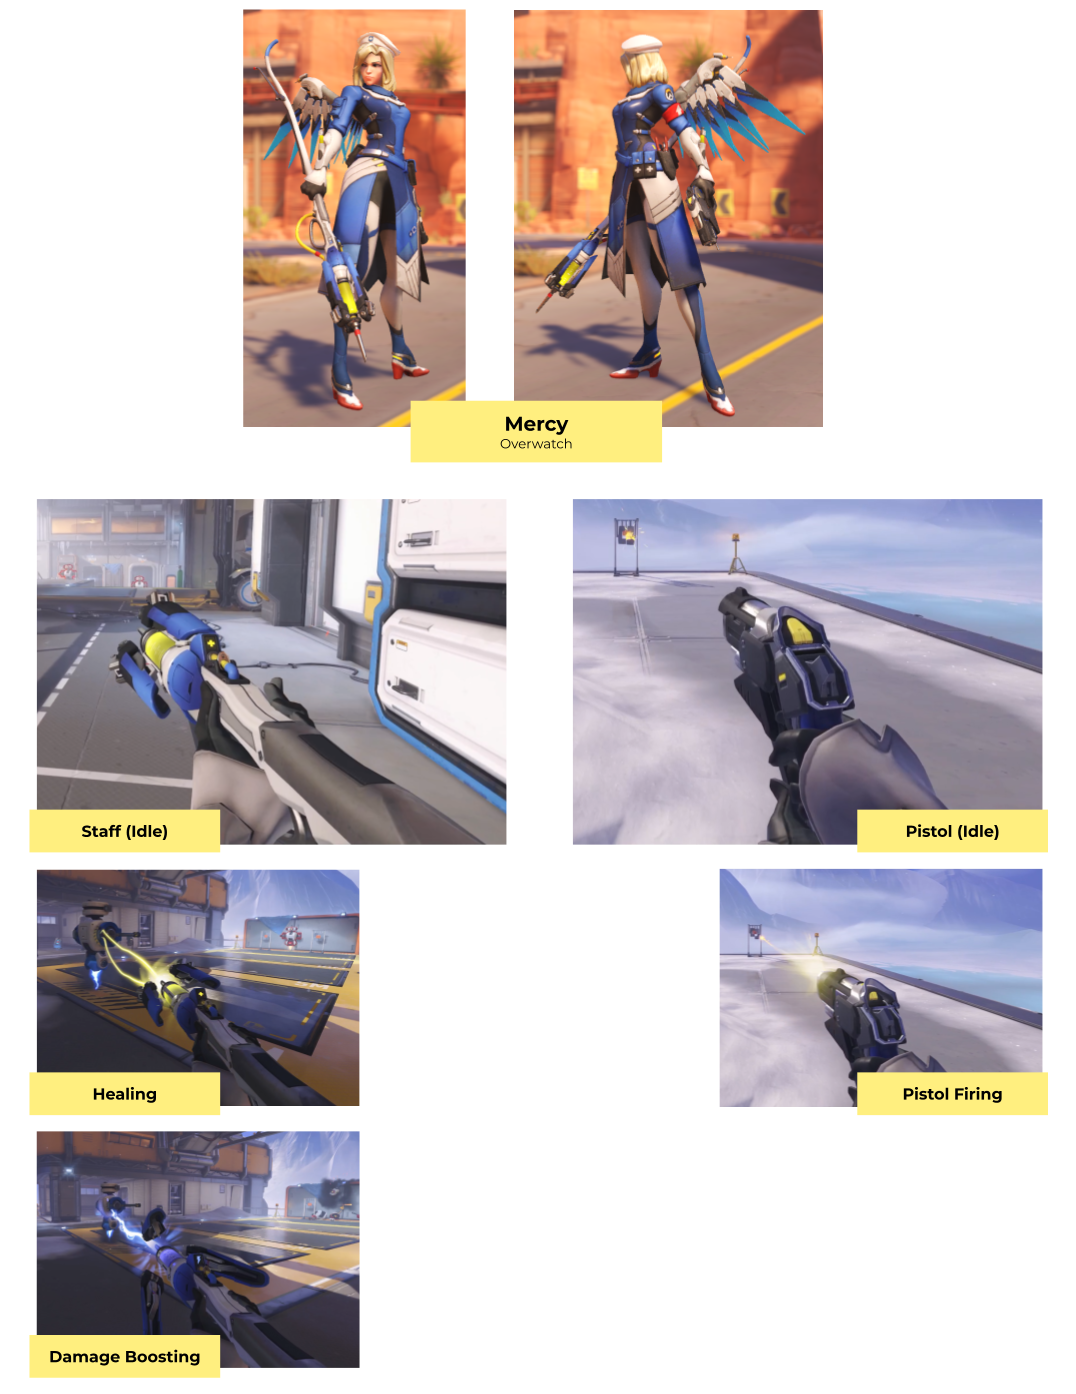 Mercy
Overwatch
Staff (Idle)
Pistol (Idle)
Healing
Pistol Firing
Damage Boosting